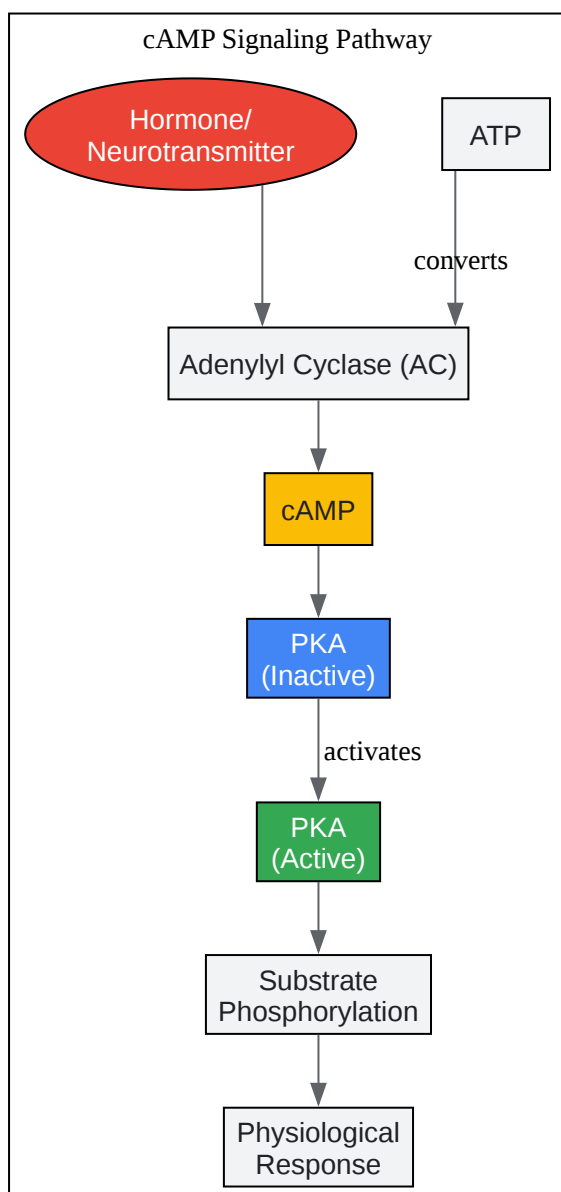 cAMP Signaling Pathway
Hormone/
Neurotransmitter
ATP
converts
Adenylyl Cyclase (AC)
cAMP
PKA
(Inactive)
activates
PKA
(Active)
Substrate
Phosphorylation
Physiological
Response